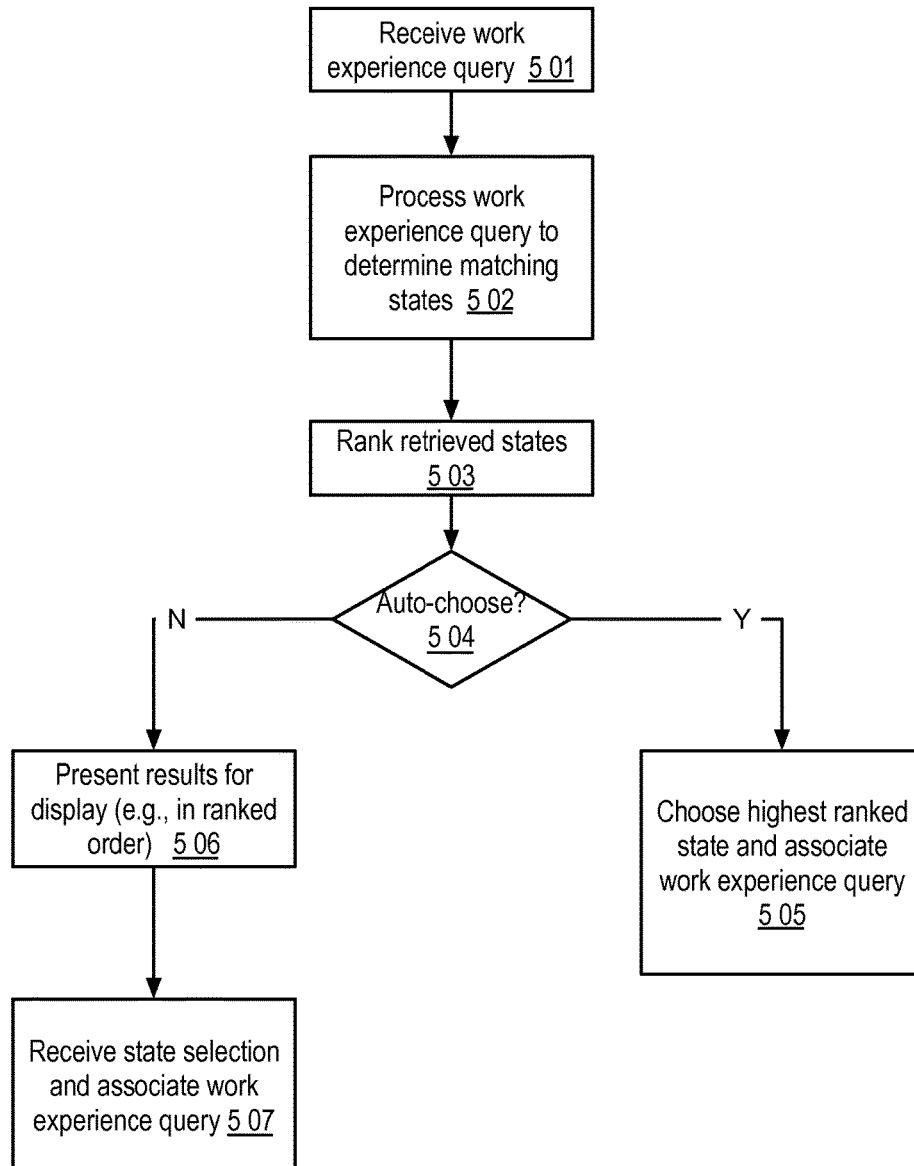 Receive work
experience query 5 01
Process work
experience query to
determine matching
states 5 02
Rank retrieved states
5 03
Auto-choose?
5 04
N
Y
Present results for
display (e.g., in ranked
order) 5 06
Choose highest ranked
state and associate
work experience query
5 05
Receive state selection
and associate work
experience query 5 07